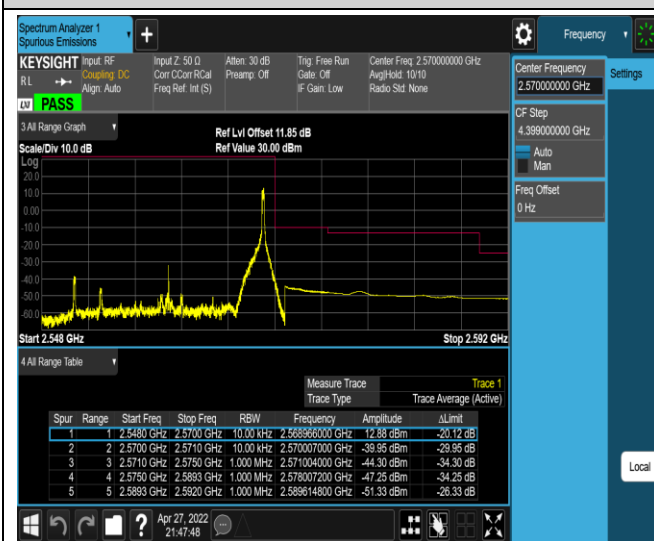 Spectrum Analyzer 1
Spurious Emissions
Frequency
KEYSIGHT Input: RF Input Z: 50 Ω Atten: 30 dB Trig: Free Run Center Freq: 2.570000000 GHz
RL Coupling: DC Corr CCorr RCal Preamp: Off Gate: Off Avg|Hold: 10/10
Align: Auto Freq Ref: Int (S) IF Gain: Low Radio Std: None
LXI PASS
Center Frequency
2.570000000 GHz
Settings
CF Step
4.399000000 GHz
Auto
Man
Freq Offset
0 Hz
3 All Range Graph
Ref Lvl Offset 11.85 dB
Scale/Div 10.0 dB Ref Value 30.00 dBm
Log
20.0
10.0
0.00
-10.0
-20.0
-30.0
-40.0
-50.0
-60.0
Start 2.548 GHz Stop 2.592 GHz
4 All Range Table
Measure Trace Trace 1
Trace Type Trace Average (Active)
Spur Range Start Freq Stop Freq RBW Frequency Amplitude ΔLimit
1 1 2.5480 GHz 2.5700 GHz 10.00 kHz 2.568966000 GHz 12.88 dBm -20.12 dB
2 2 2.5700 GHz 2.5710 GHz 10.00 kHz 2.570007000 GHz -39.95 dBm -29.95 dB
3 3 2.5710 GHz 2.5750 GHz 1.000 MHz 2.571004000 GHz -44.30 dBm -34.30 dB
4 4 2.5750 GHz 2.5893 GHz 1.000 MHz 2.578007200 GHz -47.25 dBm -34.25 dB
5 5 2.5893 GHz 2.5920 GHz 1.000 MHz 2.589614800 GHz -51.33 dBm -26.33 dB
Local
Apr 27, 2022
21:47:48